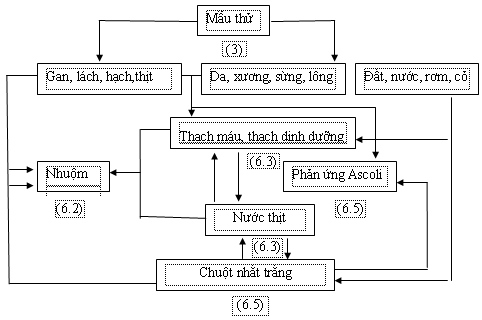 Mẫu thử
(3)
Gan, lách, hạch,thịt
Da, xương, sừng, lông
Đất, nước, rơm, cỏ
Thạch máu, thạch dinh dưỡng
(6.3)
Nhuộm
(6.2)
Phản ứng Ascoli
(6.5)
Nước thịt
(6.3)
Chuột nhắt trắng
(6.5)